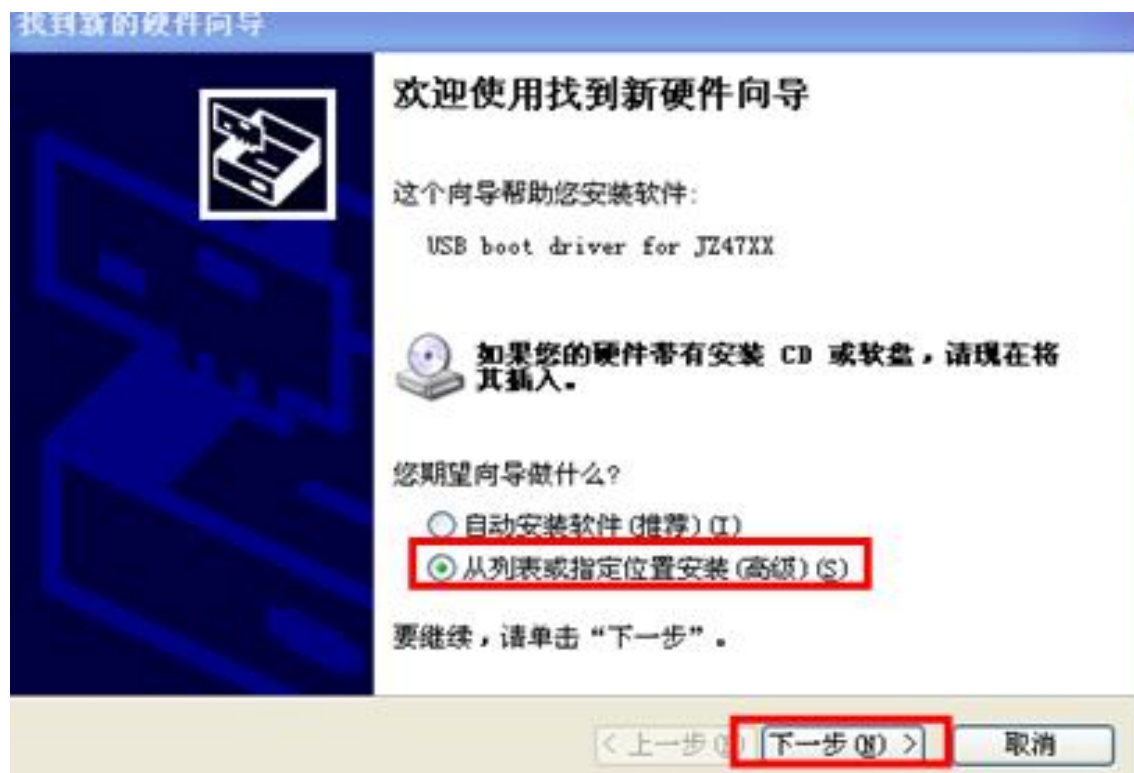 找到新的硬件向导
欢迎使用找到新硬件向导
这个向导帮助您安装软件:
USB boot driver for JZ47XX
如果您的硬件带有安装 CD 或软盘，请现在将
其插入。
您期望向导做什么?
自动安装软件(推荐)(I)
从列表或指定位置安装(高级)(S)
要继续，请单击“下一步”。
<上一步 下一步(N) > 取消